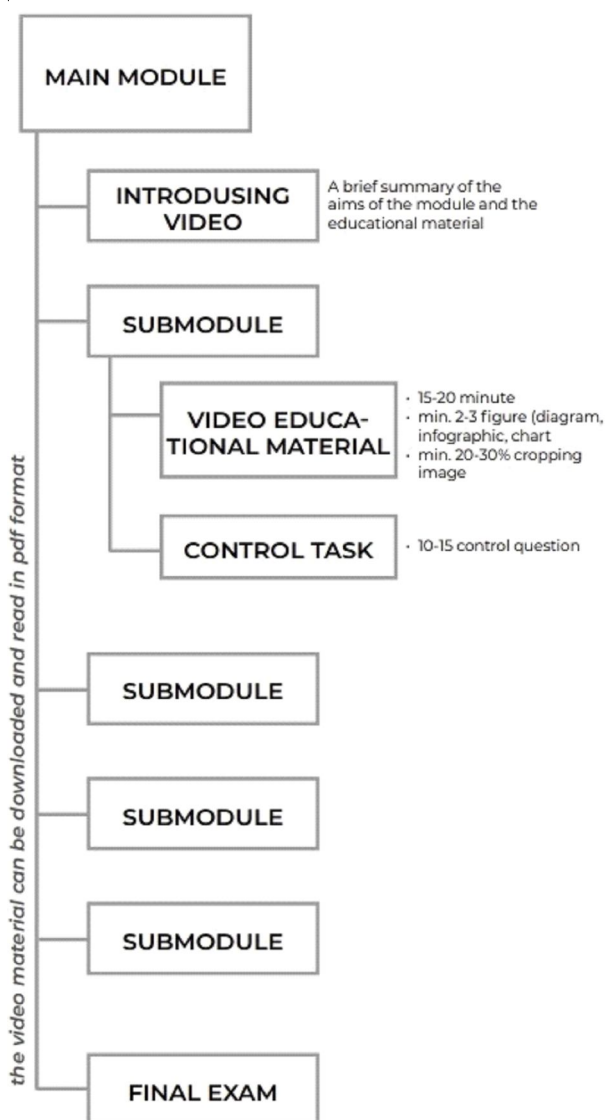 MAIN MODULE
INTRODUSING
VIDEO
A brief summary of the
aims of the module and the
educational material
SUBMODULE
VIDEO EDUCA-
TIONAL MATERIAL
· 15-20 minute
· min. 2-3 figure (diagram,
infographic, chart
· min. 20-30% cropping
image
CONTROL TASK
· 10-15 control question
SUBMODULE
SUBMODULE
SUBMODULE
FINAL EXAM
the video material can be downloaded and read in pdf format